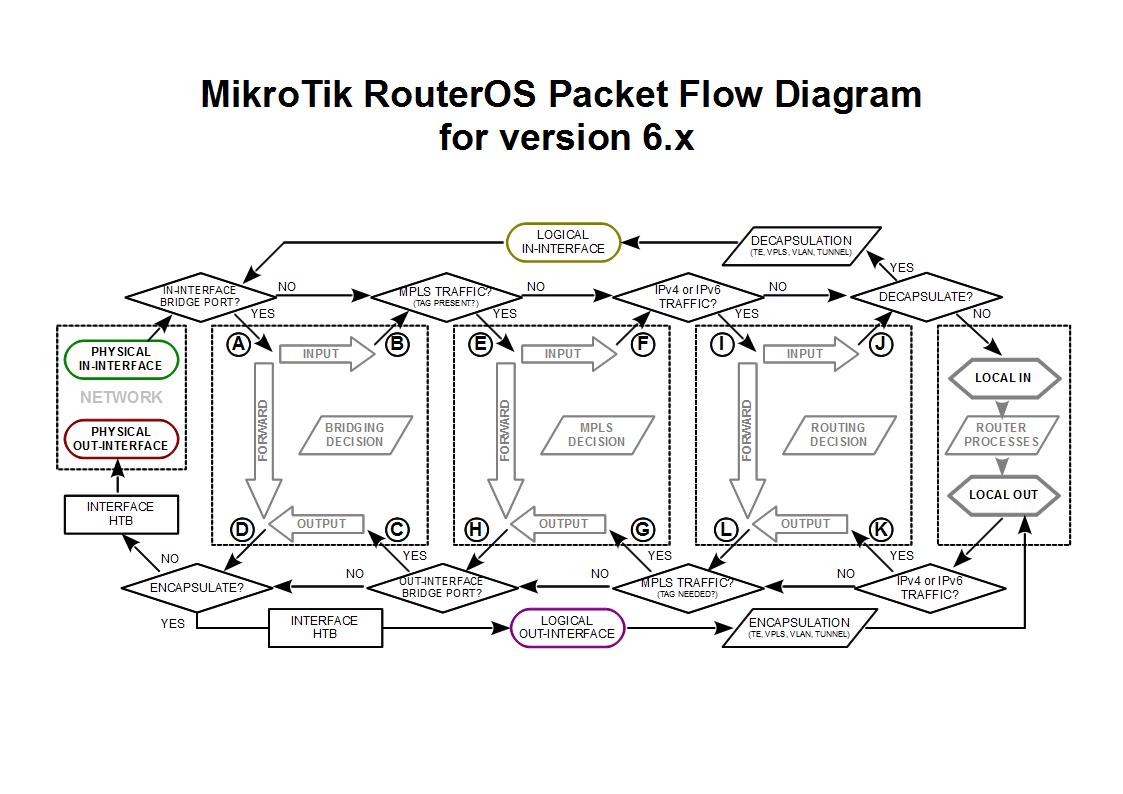 MikroTik RouterOS Packet Flow Diagram
for version 6.x
LOGICAL
IN-INTERFACE
DECAPSULATION
(TE, VPLS, VLAN, TUNNEL)
YES
IN-INTERFACE
BRIDGE PORT?
NO
YES
MPLS TRAFFIC?
(TAG PRESENT?)
NO
YES
IPv4 or IPv6
TRAFFIC?
NO
YES
DECAPSULATE?
NO
PHYSICAL
IN-INTERFACE
NETWORK
PHYSICAL
OUT-INTERFACE
INTERFACE
HTB
A
INPUT
B
FORWARD
BRIDGING
DECISION
D
OUTPUT
C
E
INPUT
F
FORWARD
MPLS
DECISION
H
OUTPUT
G
I
INPUT
J
FORWARD
ROUTING
DECISION
L
OUTPUT
K
LOCAL IN
ROUTER
PROCESSES
LOCAL OUT
NO
ENCAPSULATE?
YES
NO
YES
OUT-INTERFACE
BRIDGE PORT?
NO
YES
MPLS TRAFFIC?
(TAG NEEDED?)
NO
YES
IPv4 or IPv6
TRAFFIC?
INTERFACE
HTB
LOGICAL
OUT-INTERFACE
ENCAPSULATION
(TE, VPLS, VLAN, TUNNEL)